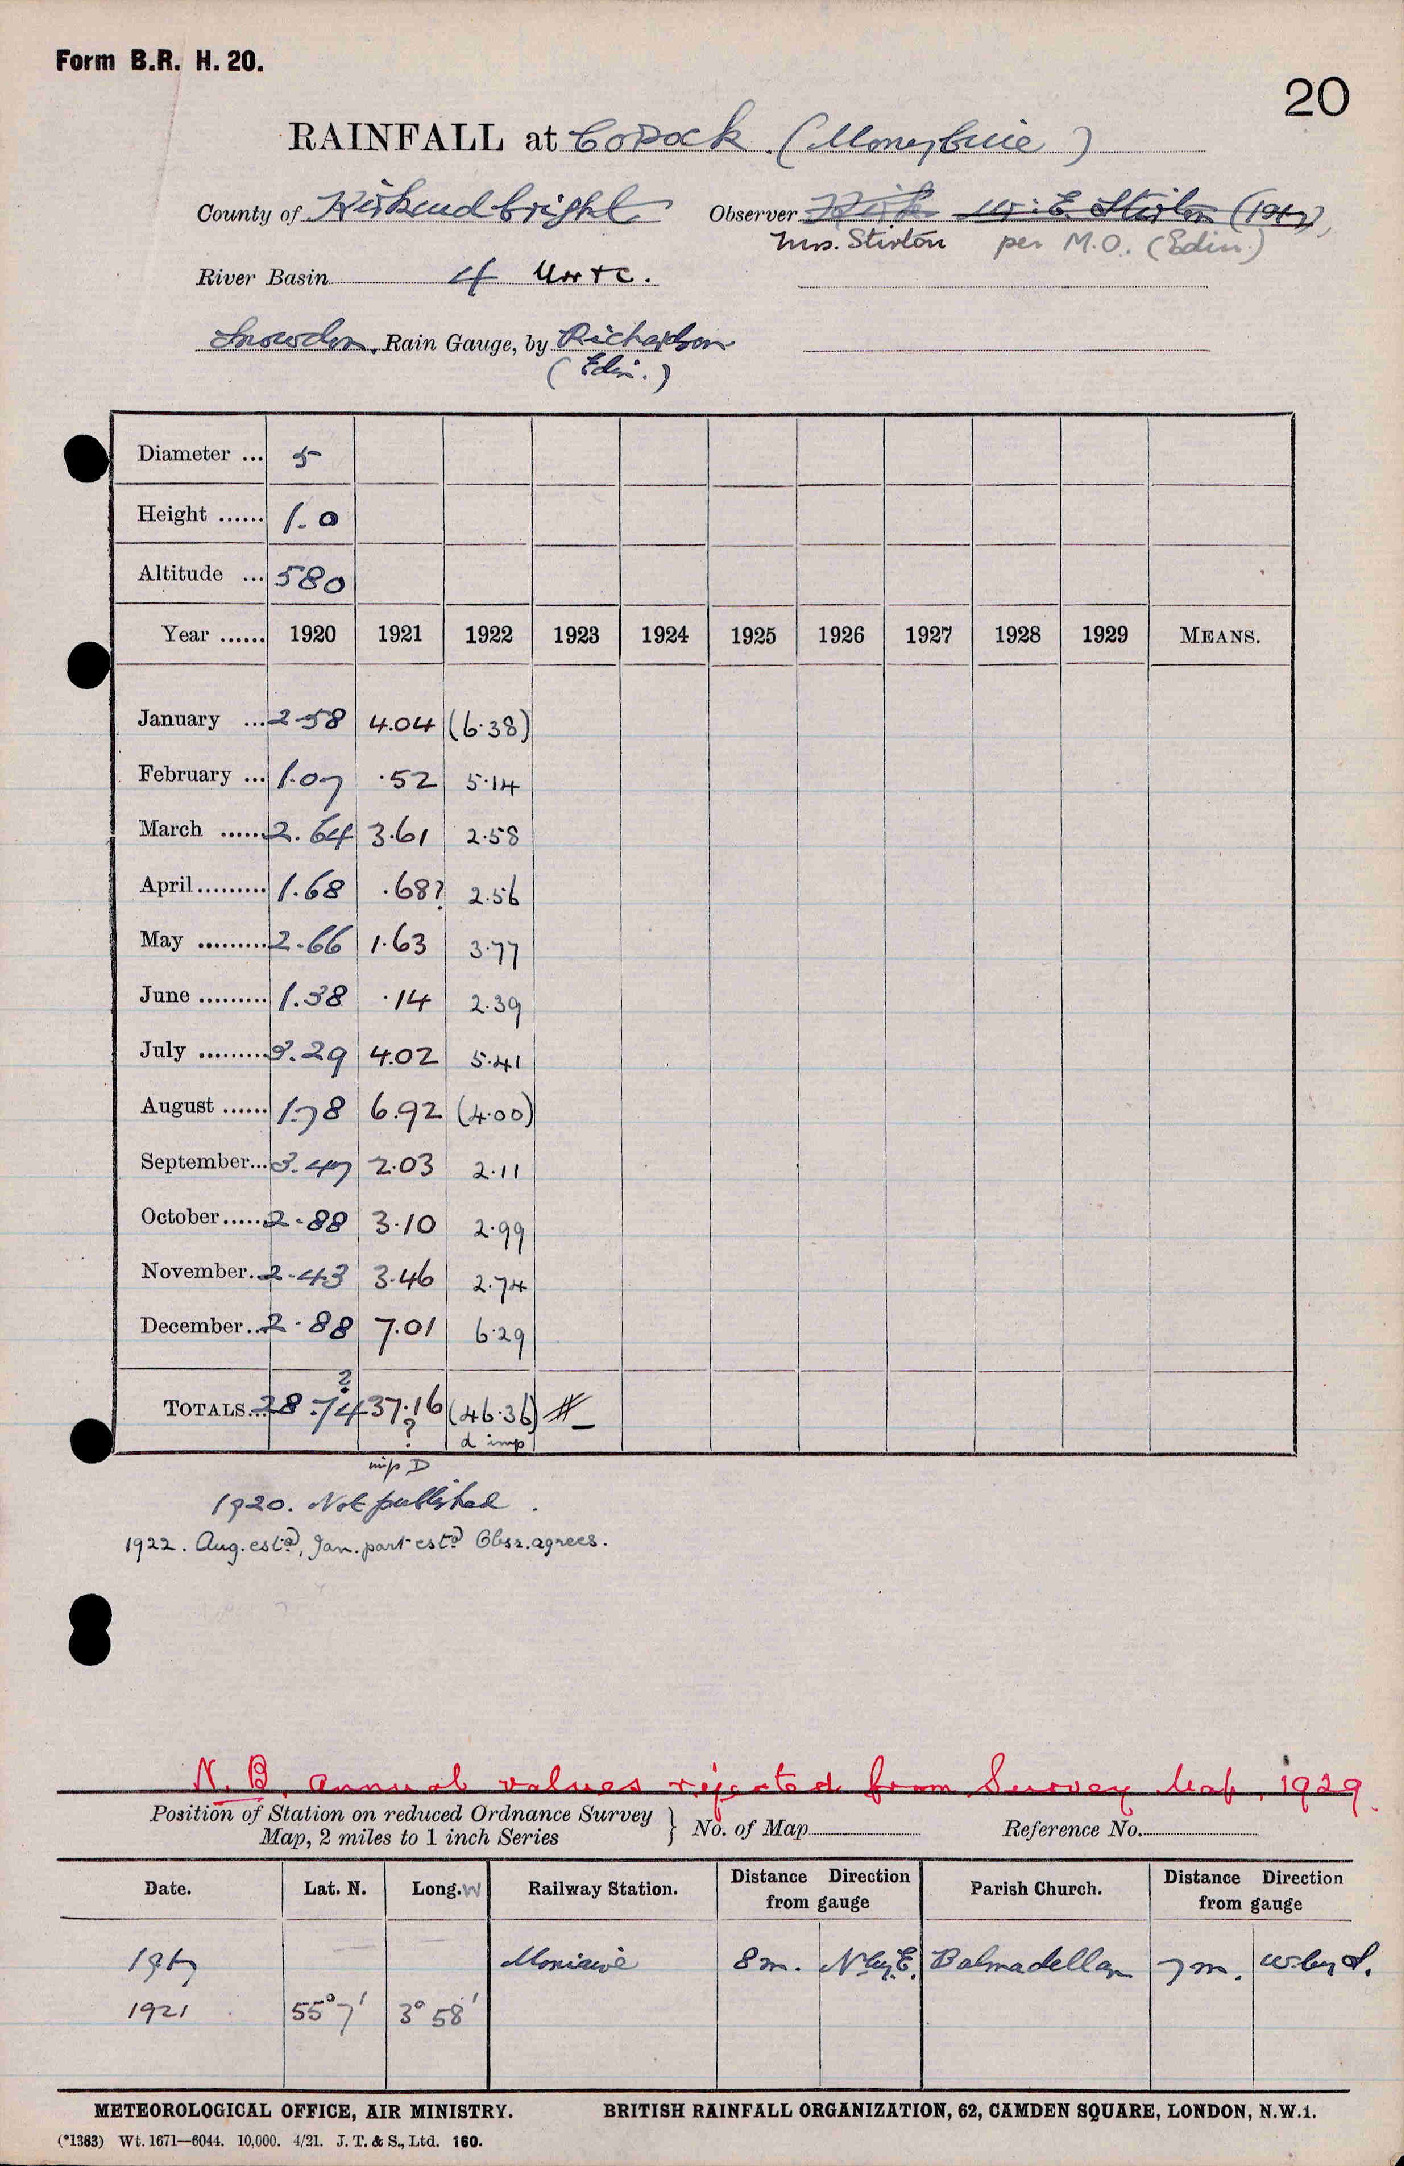 Form B.R. H. 20.
20
RAINFALL at Corlock (Moneybuie)
County of Kirkcudbright Observer W. E. Stirton (1917),
Mrs. Stirton per M.O. (Edin.)
River Basin 4 Urr &c.
Snowdon Rain Gauge, by Richardson
(Edin.)
Diameter ... 5
Height ...... 1.0
Altitude ... 580
Year ...... 1920 1921 1922 1923 1924 1925 1926 1927 1928 1929 MEANS.
January ... 2.58 4.04 (6.38)
February ... 1.07 .52 5.14
March ...... 2.64 3.61 2.58
April ......... 1.68 .68? 2.56
May ......... 2.66 1.63 3.77
June ......... 1.38 .14 2.39
July ......... 3.29 4.02 5.41
August ...... 1.78 6.92 (4.00)
September... 3.47 2.03 2.11
October ..... 2.88 3.10 2.99
November.. 2.43 3.46 2.74
December.. 2.88 7.01 6.29
?
TOTALS... 28.74 37.16 (46.36) #
? d imp
imp D
1920. Not published.
1922. Aug. estd, Jan. part estd Obsr. agrees.
N.B. Annual values rejected from Survey Map, 1929.
Position of Station on reduced Ordnance Survey
Map, 2 miles to 1 inch Series } No. of Map Reference No.
Date. Lat. N. Long. W Railway Station. Distance Direction from gauge Parish Church. Distance Direction from gauge
1917 Moniaive 8 m. N by E. Balmaclellan 7 m. W. by S.
1921 55° 7' 3° 58'
METEOROLOGICAL OFFICE, AIR MINISTRY. BRITISH RAINFALL ORGANIZATION, 62, CAMDEN SQUARE, LONDON, N.W.1.
(*1383) Wt. 1671—6044. 10,000. 4/21. J. T. & S., Ltd. 160.